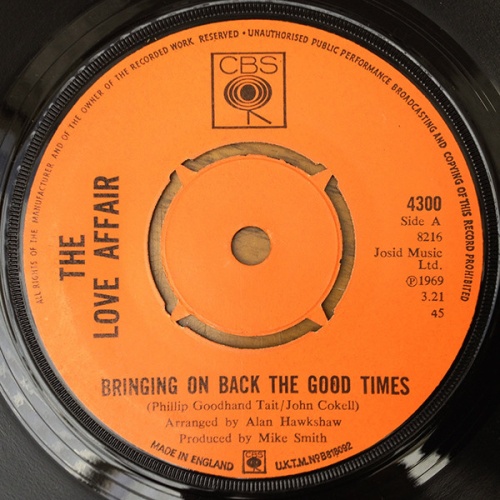 ALL RIGHTS OF THE MANUFACTURER AND OF THE OWNER OF THE RECORDED WORK RESERVED • UNAUTHORISED PUBLIC PERFORMANCE BROADCASTING AND COPYING OF THIS RECORD PROHIBITED
CBS
THE
LOVE AFFAIR
4300
Side A
8216
Josid Music
Ltd.
℗1969
3.21
45
BRINGING ON BACK THE GOOD TIMES
(Phillip Goodhand Tait/John Cokell)
Arranged by Alan Hawkshaw
Produced by Mike Smith
MADE IN ENGLAND CBS U.K.T.M. No B818092